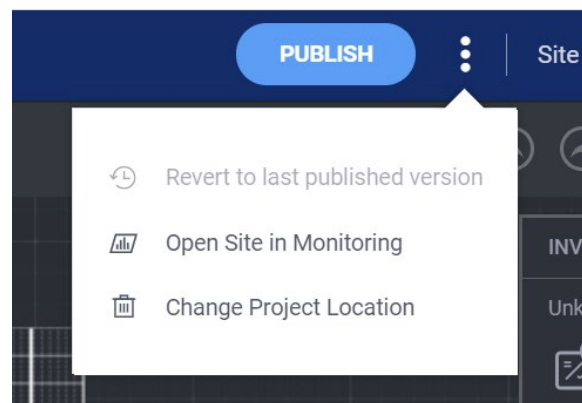 PUBLISH
Site
Revert to last published version
Open Site in Monitoring
INV
Change Project Location
Unk